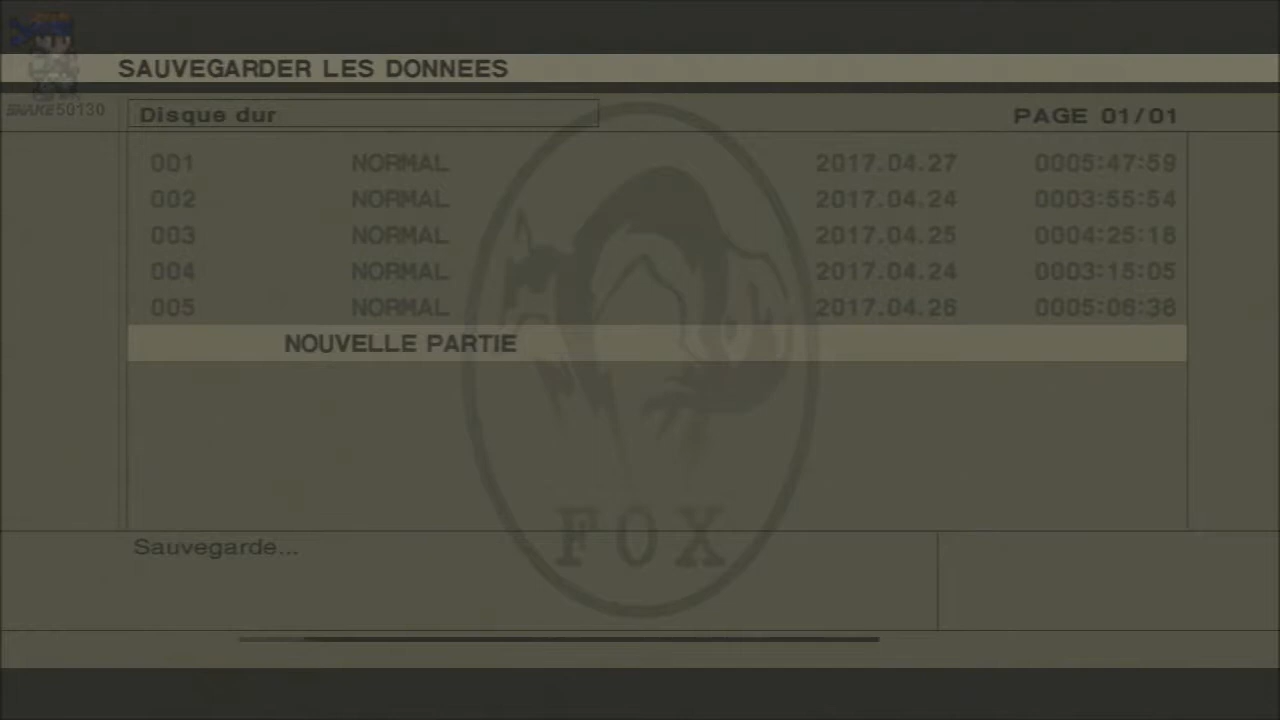 SAUVEGARDER LES DONNEES
SNAKE50130
Disque dur PAGE 01/01
001 NORMAL 2017.04.27 0005:47:59
002 NORMAL 2017.04.24 0003:55:54
003 NORMAL 2017.04.25 0004:25:18
004 NORMAL 2017.04.24 0003:15:05
005 NORMAL 2017.04.26 0005:06:38
NOUVELLE PARTIE
FOX
Sauvegarde...